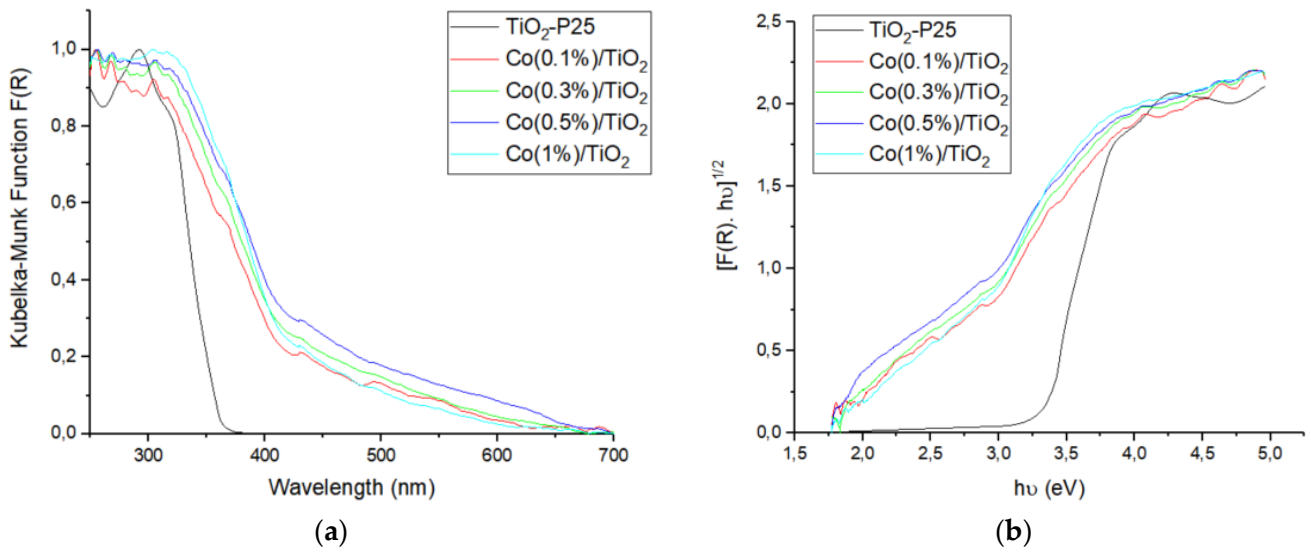 TiO2-P25
Co(0.1%)/TiO2
Co(0.3%)/TiO2
Co(0.5%)/TiO2
Co(1%)/TiO2
Kubelka-Munk Function F(R)
1,0
0,8
0,6
0,4
0,2
0,0
300 400 500 600 700
Wavelength (nm)
(a)
TiO2-P25
Co(0.1%)/TiO2
Co(0.3%)/TiO2
Co(0.5%)/TiO2
Co(1%)/TiO2
[F(R). hυ]1/2
2,5
2,0
1,5
1,0
0,5
0,0
1,5 2,0 2,5 3,0 3,5 4,0 4,5 5,0
hυ (eV)
(b)